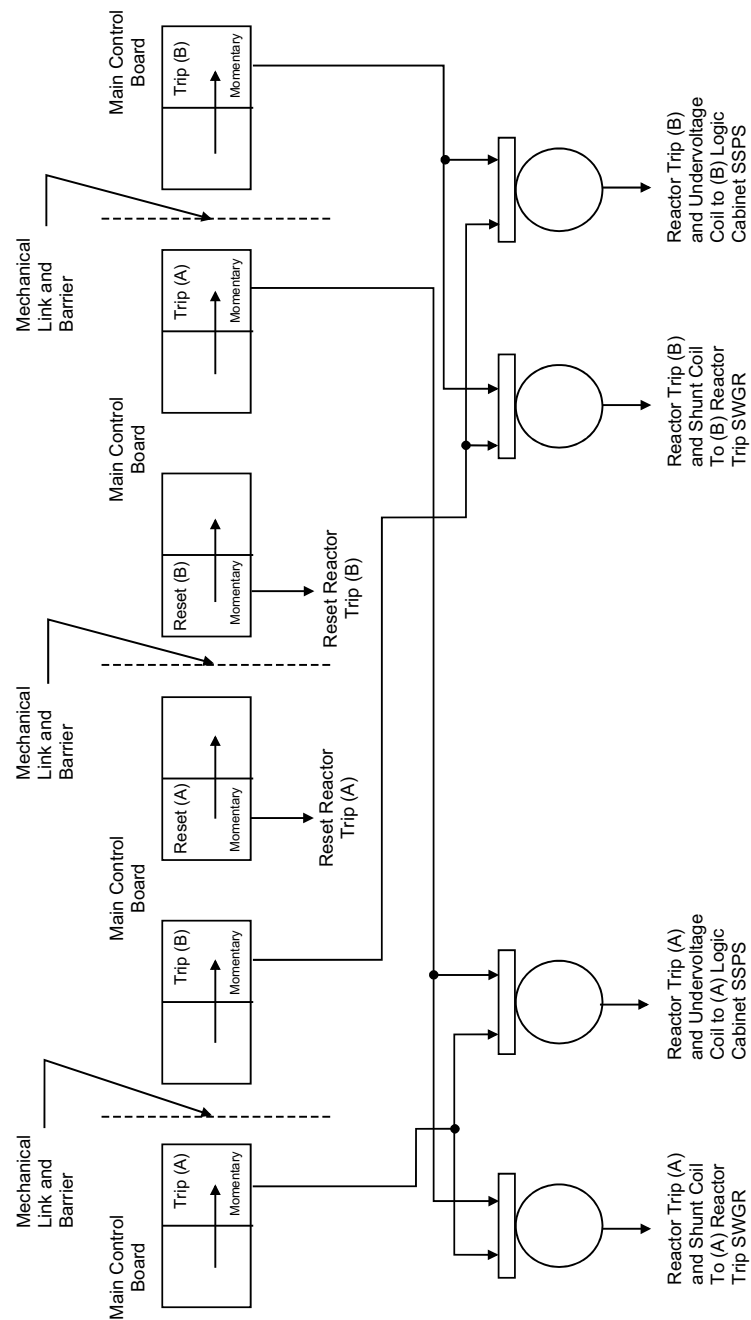 Mechanical
Link and
Barrier
Mechanical
Link and
Barrier
Mechanical
Link and
Barrier
Main Control
Board
Main Control
Board
Main Control
Board
Main Control
Board
Trip (A)
Momentary
Trip (B)
Momentary
Reset (A)
Momentary
Reset (B)
Momentary
Trip (A)
Momentary
Trip (B)
Momentary
Reset Reactor
Trip (A)
Reset Reactor
Trip (B)
Reactor Trip (A)
and Shunt Coil
To (A) Reactor
Trip SWGR
Reactor Trip (A)
and Undervoltage
Coil to (A) Logic
Cabinet SSPS
Reactor Trip (B)
and Shunt Coil
To (B) Reactor
Trip SWGR
Reactor Trip (B)
and Undervoltage
Coil to (B) Logic
Cabinet SSPS